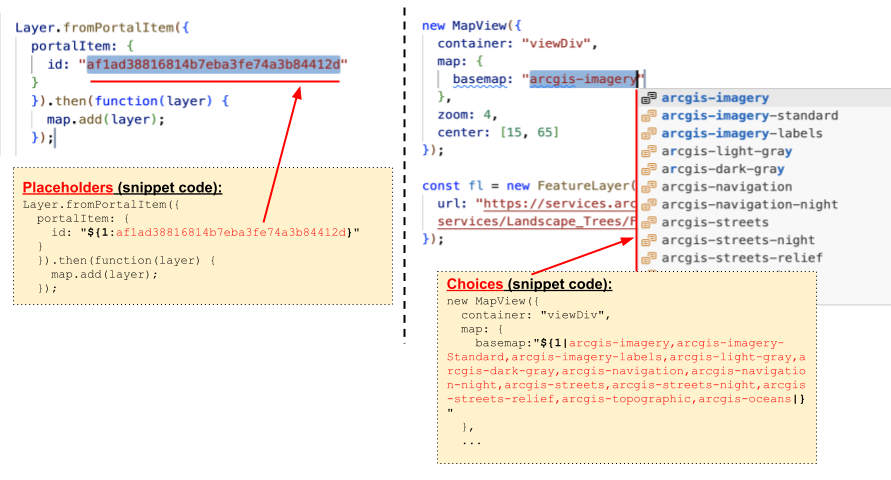 Layer.fromPortalItem({
portalItem: {
id: "af1ad38816814b7eba3fe74a3b84412d"
}
}).then(function(layer) {
map.add(layer);
});
Placeholders (snippet code):
Layer.fromPortalItem({
portalItem: {
id: "${1:af1ad38816814b7eba3fe74a3b84412d}"
}
}).then(function(layer) {
map.add(layer);
});
new MapView({
container: "viewDiv",
map: {
basemap: "arcgis-imagery"
},
zoom: 4,
center: [15, 65]
});
const fl = new FeatureLayer(
url: "https://services.arc
services/Landscape_Trees/F
});
arcgis-imagery
arcgis-imagery-standard
arcgis-imagery-labels
arcgis-light-gray
arcgis-dark-gray
arcgis-navigation
arcgis-navigation-night
arcgis-streets
arcgis-streets-night
arcgis-streets-relief
Choices (snippet code):
new MapView({
container: "viewDiv",
map: {
basemap:"${1|arcgis-imagery,arcgis-imagery-
Standard,arcgis-imagery-labels,arcgis-light-gray,a
rcgis-dark-gray,arcgis-navigation,arcgis-navigatio
n-night,arcgis-streets,arcgis-streets-night,arcgis
-streets-relief,arcgis-topographic,arcgis-oceans|}
"
},
...